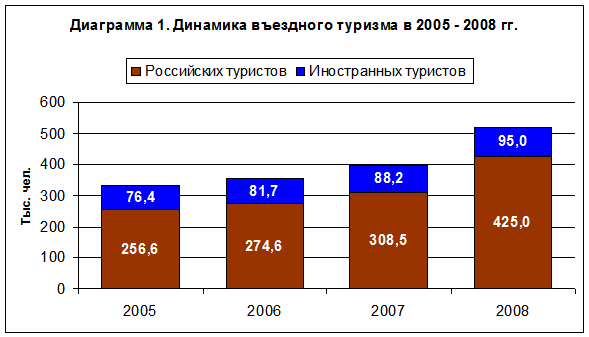 Диаграмма 1. Динамика въездного туризма в 2005 - 2008 гг.
Российских туристов Иностранных туристов
Тыс. чел.
600
500
400
300
200
100
0
76,4 81,7 88,2 95,0
256,6 274,6 308,5 425,0
2005 2006 2007 2008